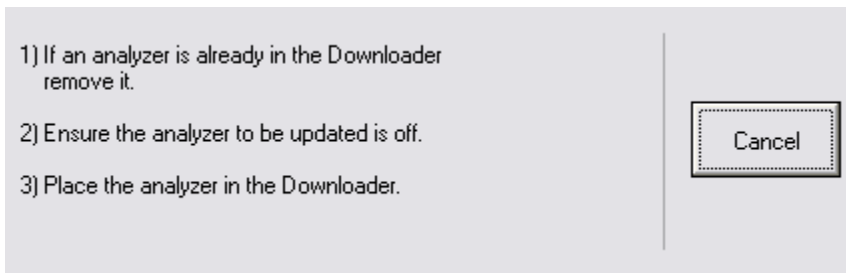 1) If an analyzer is already in the Downloader
remove it.
2) Ensure the analyzer to be updated is off.
Cancel
3) Place the analyzer in the Downloader.